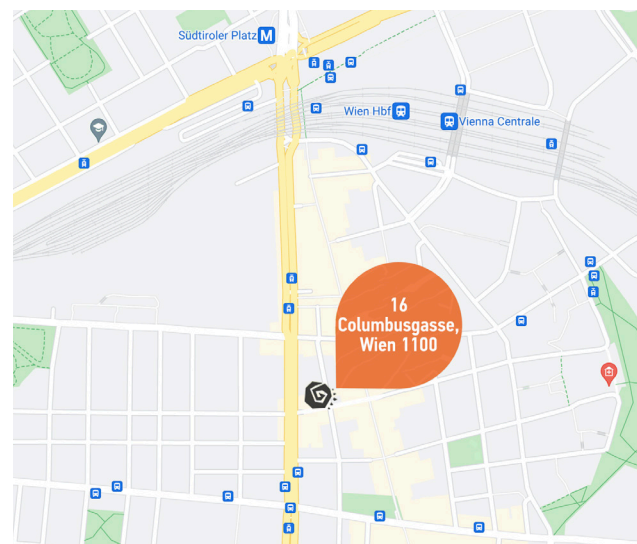 Südtiroler Platz M
Wien Hbf
Vienna Centrale
16
Columbusgasse,
Wien 1100